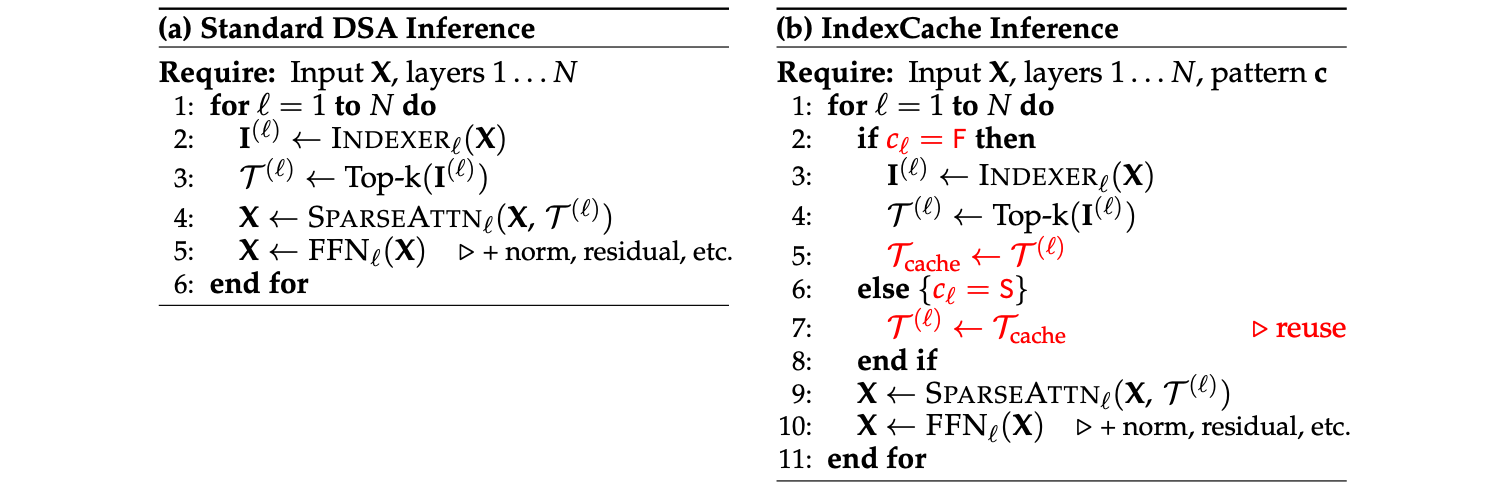 (a) Standard DSA Inference
Require: Input X, layers 1 … N
1: for ℓ = 1 to N do
2: I^(ℓ) ← INDEXER_ℓ(X)
3: 𝒯^(ℓ) ← Top-k(I^(ℓ))
4: X ← SPARSEATTN_ℓ(X, 𝒯^(ℓ))
5: X ← FFN_ℓ(X) ▷ + norm, residual, etc.
6: end for
(b) IndexCache Inference
Require: Input X, layers 1 … N, pattern c
1: for ℓ = 1 to N do
2: if c_ℓ = F then
3: I^(ℓ) ← INDEXER_ℓ(X)
4: 𝒯^(ℓ) ← Top-k(I^(ℓ))
5: 𝒯_cache ← 𝒯^(ℓ)
6: else {c_ℓ = S}
7: 𝒯^(ℓ) ← 𝒯_cache ▷ reuse
8: end if
9: X ← SPARSEATTN_ℓ(X, 𝒯^(ℓ))
10: X ← FFN_ℓ(X) ▷ + norm, residual, etc.
11: end for